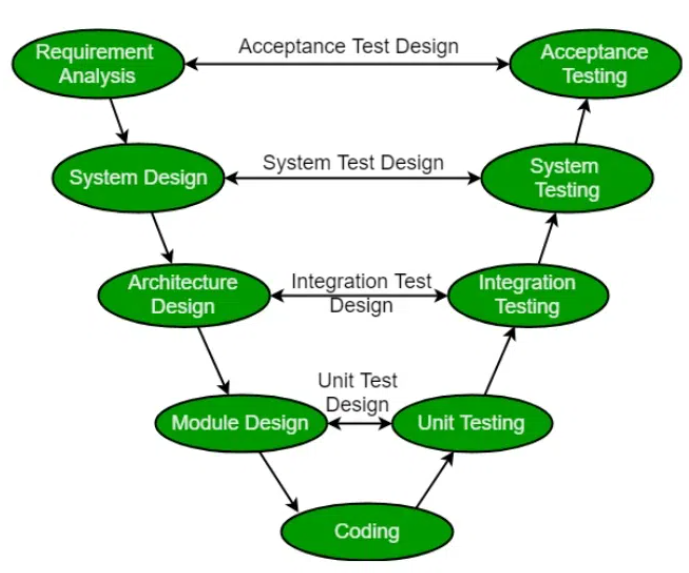 Requirement
Analysis
Acceptance Test Design
Acceptance
Testing
System Design
System Test Design
System
Testing
Architecture
Design
Integration Test
Design
Integration
Testing
Module Design
Unit Test
Design
Unit Testing
Coding